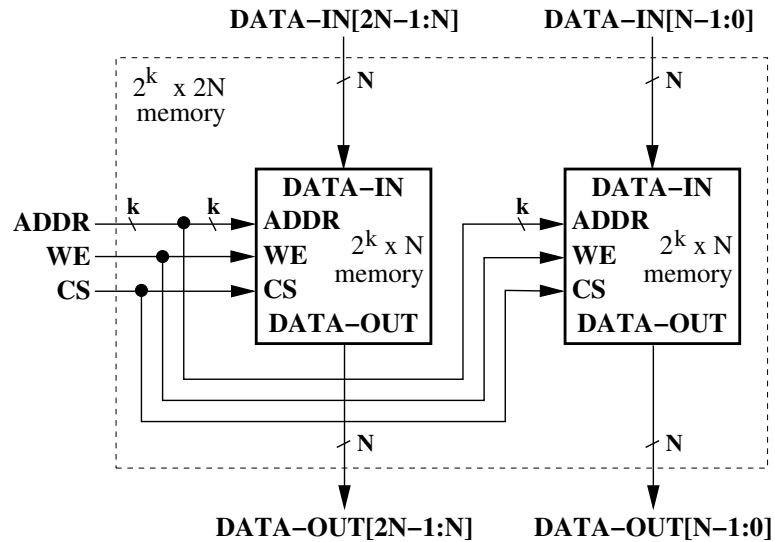 DATA−IN[2N−1:N]
DATA−IN[N−1:0]
N
N
2^k x 2N
memory
DATA−IN
DATA−IN
ADDR
k
k
ADDR
k
ADDR
WE
WE
2^k x N
memory
WE
2^k x N
memory
CS
CS
CS
DATA−OUT
DATA−OUT
N
N
DATA−OUT[2N−1:N]
DATA−OUT[N−1:0]